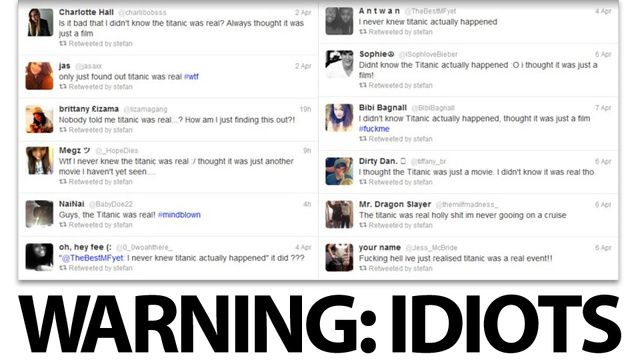 Charlotte Hall @charlibobsss 2 Apr
Is it bad that I didn't know the titanic was real? Always thought it was
just a film
Retweeted by stefan
jas @jasaxx 2 Apr
only just found out titanic was real #wtf
Retweeted by stefan
brittany £izama @lizamagang 19h
Nobody told me titanic was real...? How am I just finding this out?!
Retweeted by stefan
Megz ツ @_HopeDies 9h
Wtf I never knew the titanic was real :/ thought it was just another
movie I haven't yet seen....
Retweeted by stefan
NaiNai @BabyDoe22 4h
Guys, the Titanic was real! #mindblown
Retweeted by stefan
oh, hey fee (: @0_0woahthere_ 4 Apr
"@TheBestMFyet: I never knew titanic actually happened" it did ???
Retweeted by stefan
A n t w a n @TheBestMFyet 4 Apr
I never knew titanic actually happened
Retweeted by stefan
Sophie☮ @iSophloveBieber 6 Apr
Didnt know the Titanic actually happened :O i thought it was just a
film!
Retweeted by stefan
Bibi Bagnall @BibiBagnall 7 Apr
I didn't know Titanic actually happened, thought it was just a film
#fuckme
Retweeted by stefan
Dirty Dan. @tiffany_br 6 Apr
I thought the Titanic was just a movie. I didn't know it was real tho.
Retweeted by stefan
Mr. Dragon Slayer @themilfmadness_ 6 Apr
The titanic was real holly shit im never gooing on a cruise
Retweeted by stefan
your name @Jess_McBride 6 Apr
Fucking hell ive just realised titanic was a real event!!
Retweeted by stefan
WARNING: IDIOTS